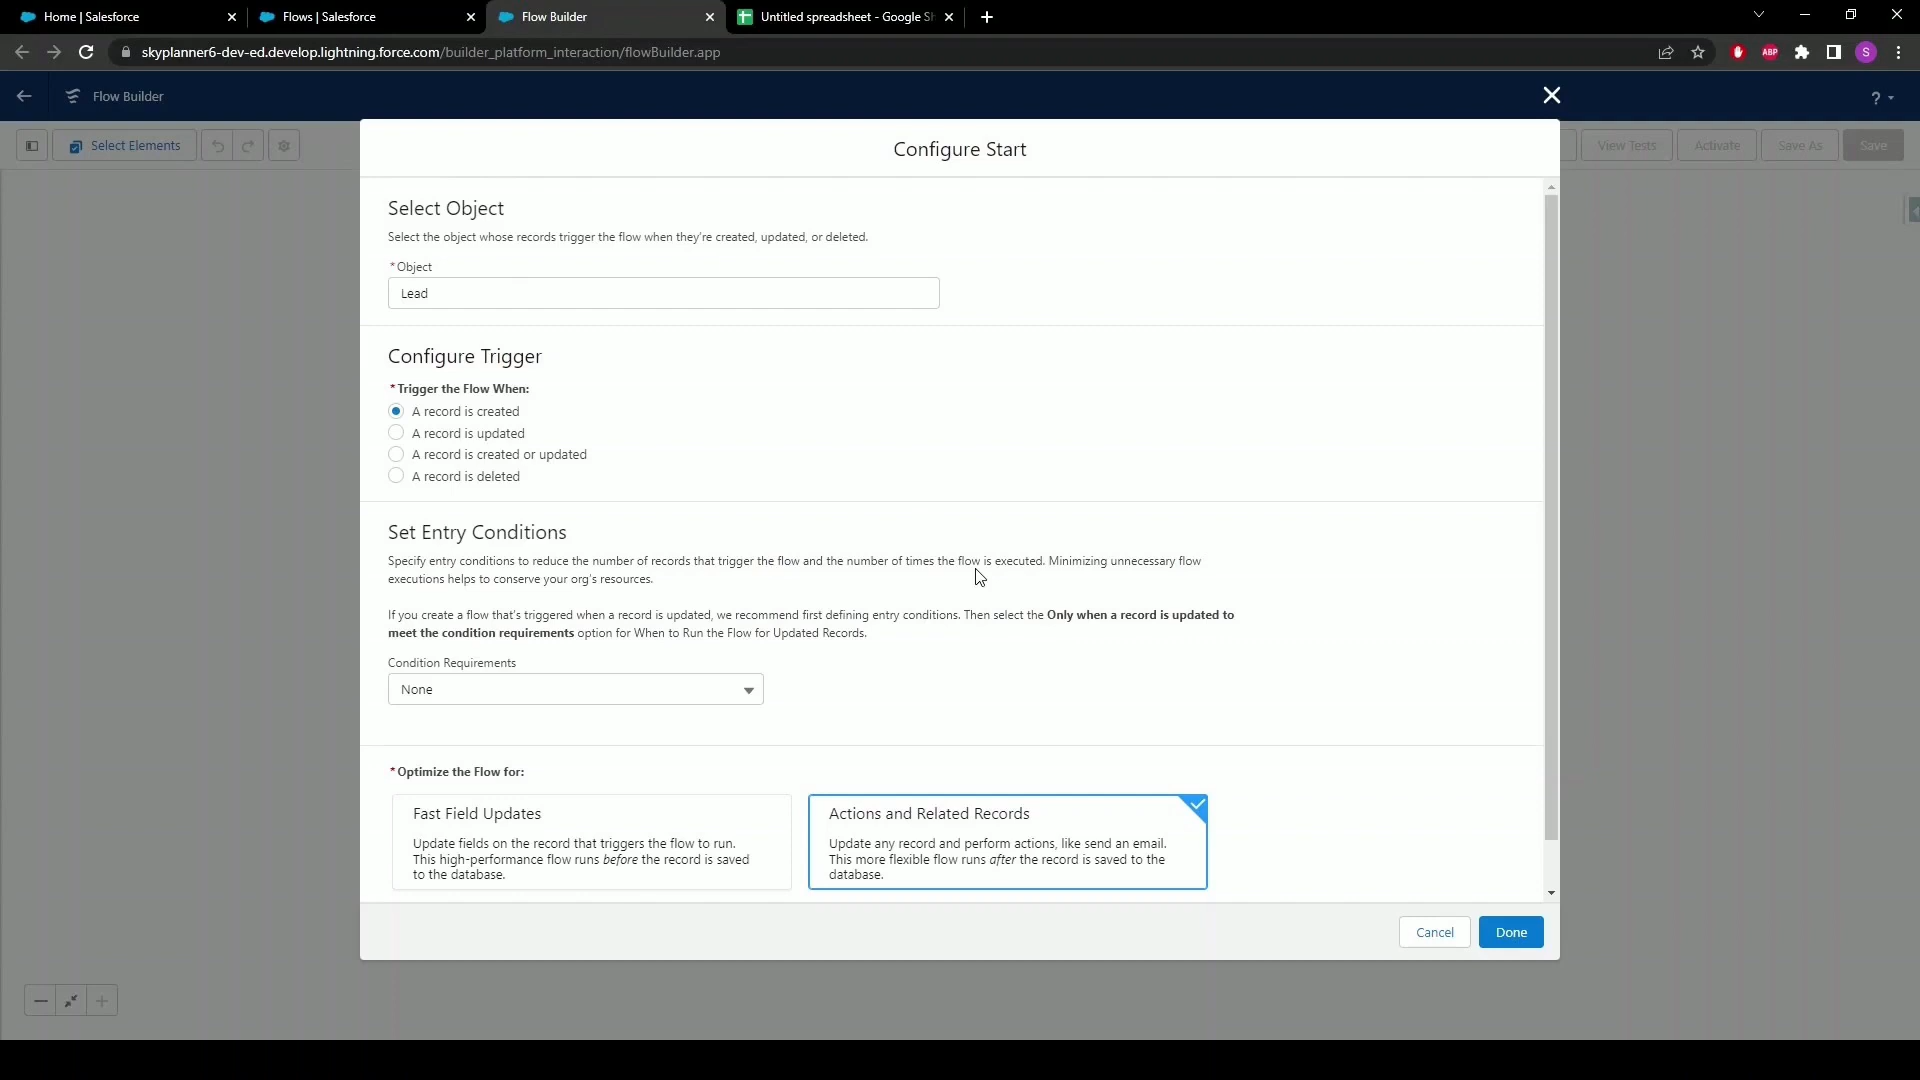 Home | Salesforce
Flows | Salesforce
Flow Builder
Untitled spreadsheet - Google Sh
skyplanner6-dev-ed.develop.lightning.force.com/builder_platform_interaction/flowBuilder.app
ABP
S
Flow Builder
?
Select Elements
View Tests
Activate
Save As
Save
Configure Start
Select Object
Select the object whose records trigger the flow when they're created, updated, or deleted.
*Object
Lead
Configure Trigger
*Trigger the Flow When:
A record is created
A record is updated
A record is created or updated
A record is deleted
Set Entry Conditions
Specify entry conditions to reduce the number of records that trigger the flow and the number of times the flow is executed. Minimizing unnecessary flow
executions helps to conserve your org's resources.
If you create a flow that's triggered when a record is updated, we recommend first defining entry conditions. Then select the Only when a record is updated to
meet the condition requirements option for When to Run the Flow for Updated Records.
Condition Requirements
None
*Optimize the Flow for:
Fast Field Updates
Update fields on the record that triggers the flow to run.
This high-performance flow runs before the record is saved
to the database.
Actions and Related Records
Update any record and perform actions, like send an email.
This more flexible flow runs after the record is saved to the
database.
Cancel
Done